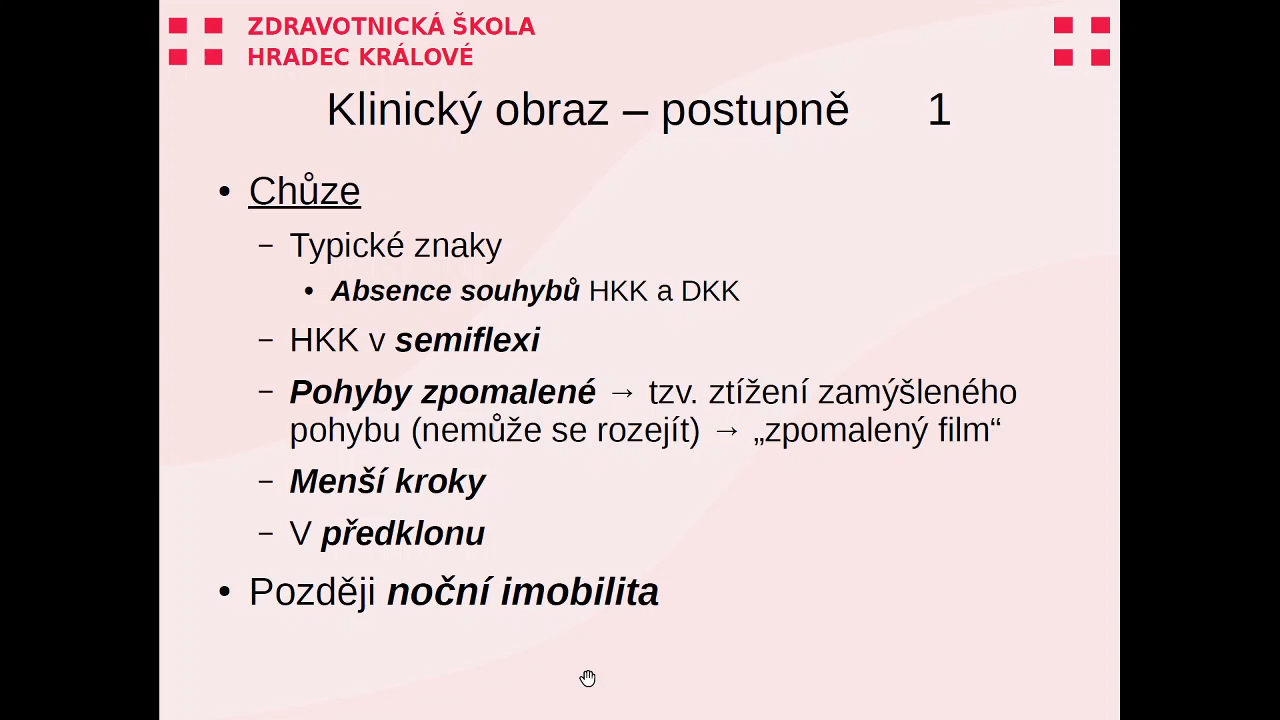 ZDRAVOTNICKÁ ŠKOLA
HRADEC KRÁLOVÉ
Klinický obraz – postupně 1
• Chůze
– Typické znaky
• Absence souhybů HKK a DKK
– HKK v semiflexi
– Pohyby zpomalené → tzv. ztížení zamýšleného
pohybu (nemůže se rozejít) → „zpomalený film“
– Menší kroky
– V předklonu
• Později noční imobilita